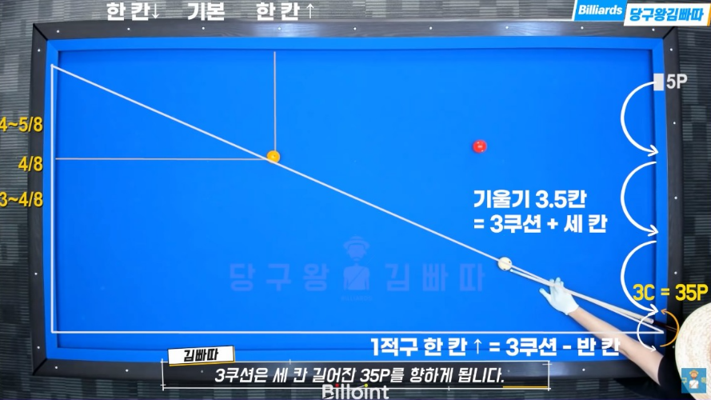 한 칸↓ 기본 한 칸↑
Billiards 당구왕김빠따
5P
4~5/8
4/8
3~4/8
기울기 3.5칸
= 3쿠션 + 세 칸
당구왕 김빠따
3C = 35P
1적구 한 칸↑ = 3쿠션 - 반 칸
김빠따
3쿠션은 세 칸 길어진 35P를 향하게 됩니다.
Billoint